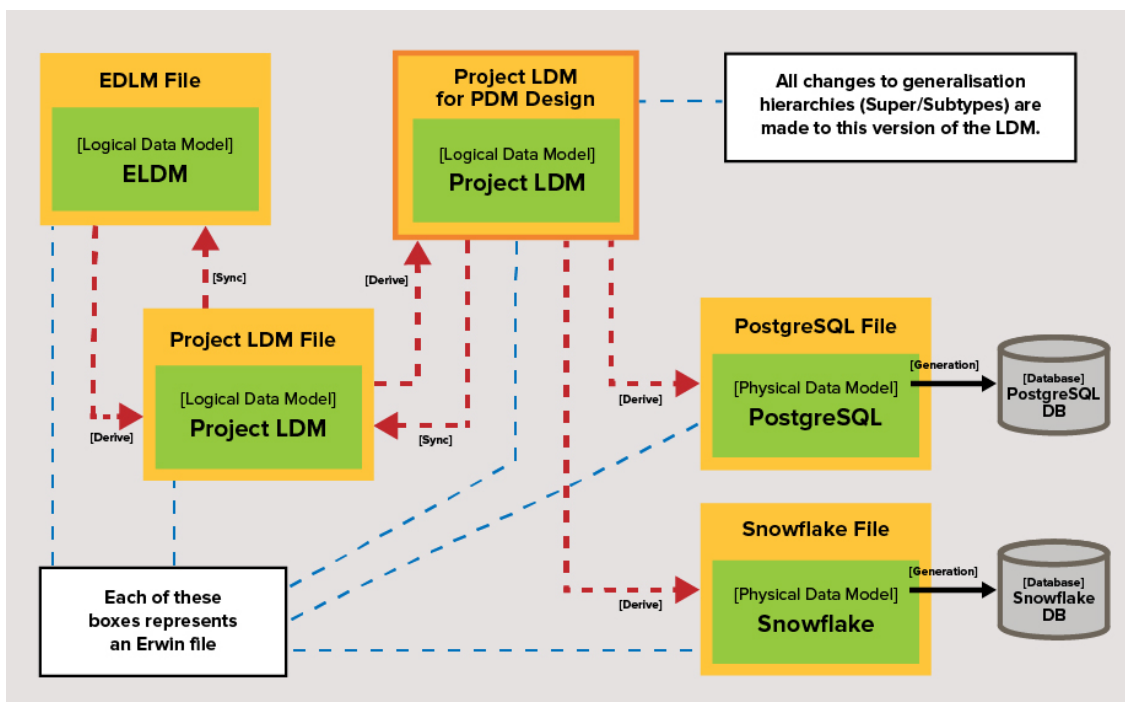 EDLM File
[Logical Data Model]
ELDM
Project LDM
for PDM Design
[Logical Data Model]
Project LDM
All changes to generalisation
hierarchies (Super/Subtypes) are
made to this version of the LDM.
[Sync]
[Derive]
Project LDM File
[Logical Data Model]
Project LDM
[Derive]
[Sync]
PostgreSQL File
[Physical Data Model]
PostgreSQL
[Generation]
[Database]
PostgreSQL
DB
[Derive]
Snowflake File
[Physical Data Model]
Snowflake
[Generation]
[Database]
Snowflake
DB
[Derive]
Each of these
boxes represents
an Erwin file